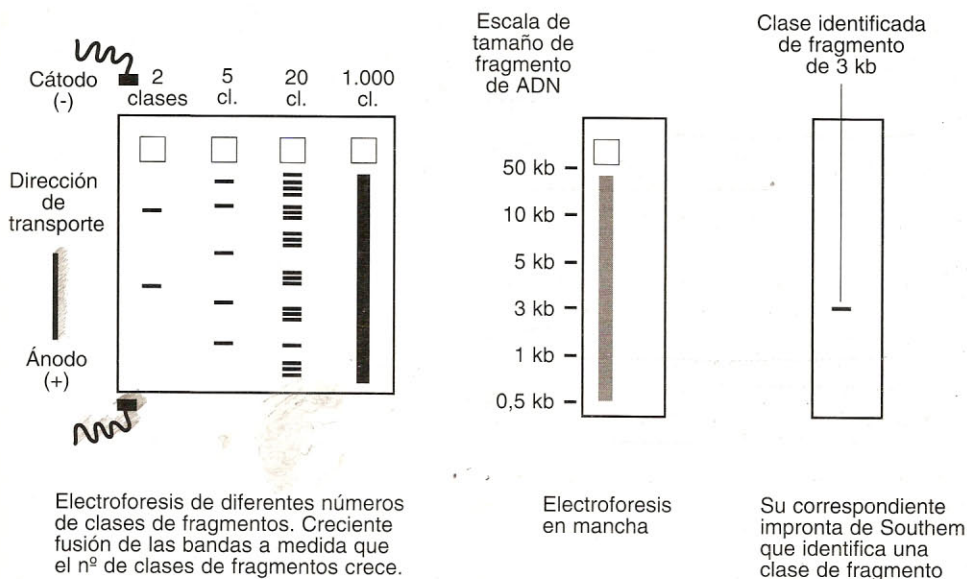 Cátodo
(-)
2
clases
5
cl.
20
cl.
1.000
cl.
Dirección
de
transporte
Ánodo
(+)
Electroforesis de diferentes números
de clases de fragmentos. Creciente
fusión de las bandas a medida que
el nº de clases de fragmentos crece.
Escala de
tamaño de
fragmento
de ADN
50 kb
10 kb
5 kb
3 kb
1 kb
0,5 kb
Electroforesis
en mancha
Clase identificada
de fragmento
de 3 kb
Su correspondiente
impronta de Southem
que identifica una
clase de fragmento